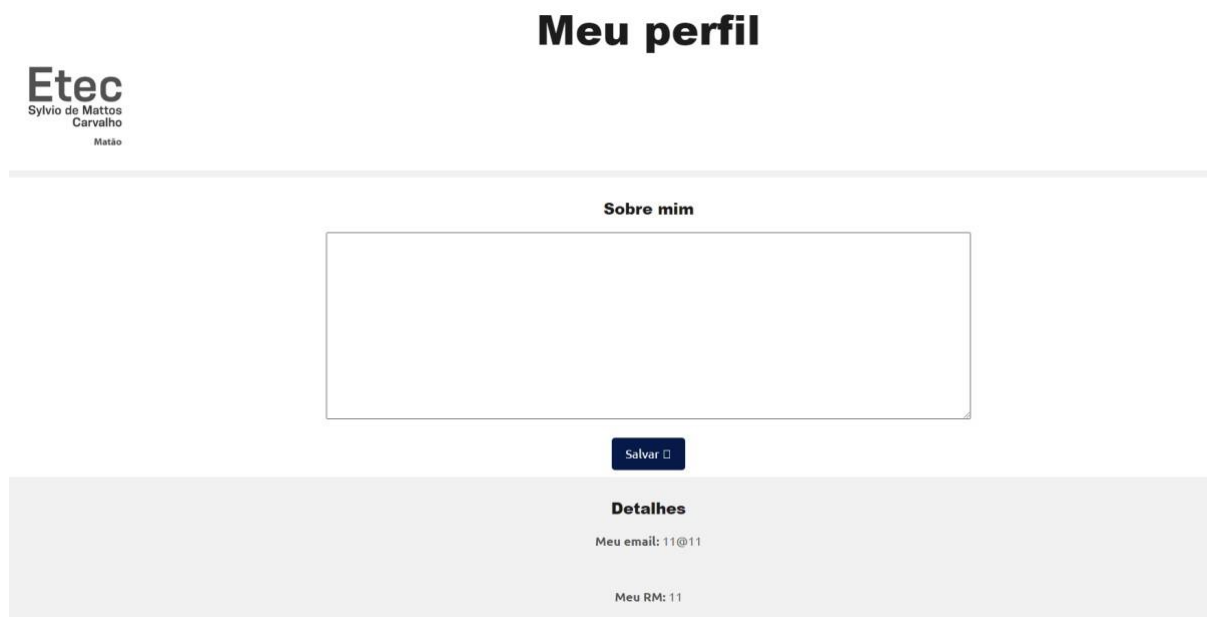 Meu perfil
Etec
Sylvio de Mattos
Carvalho
Matão
Sobre mim
Salvar
Detalhes
Meu email: 11@11
Meu RM: 11